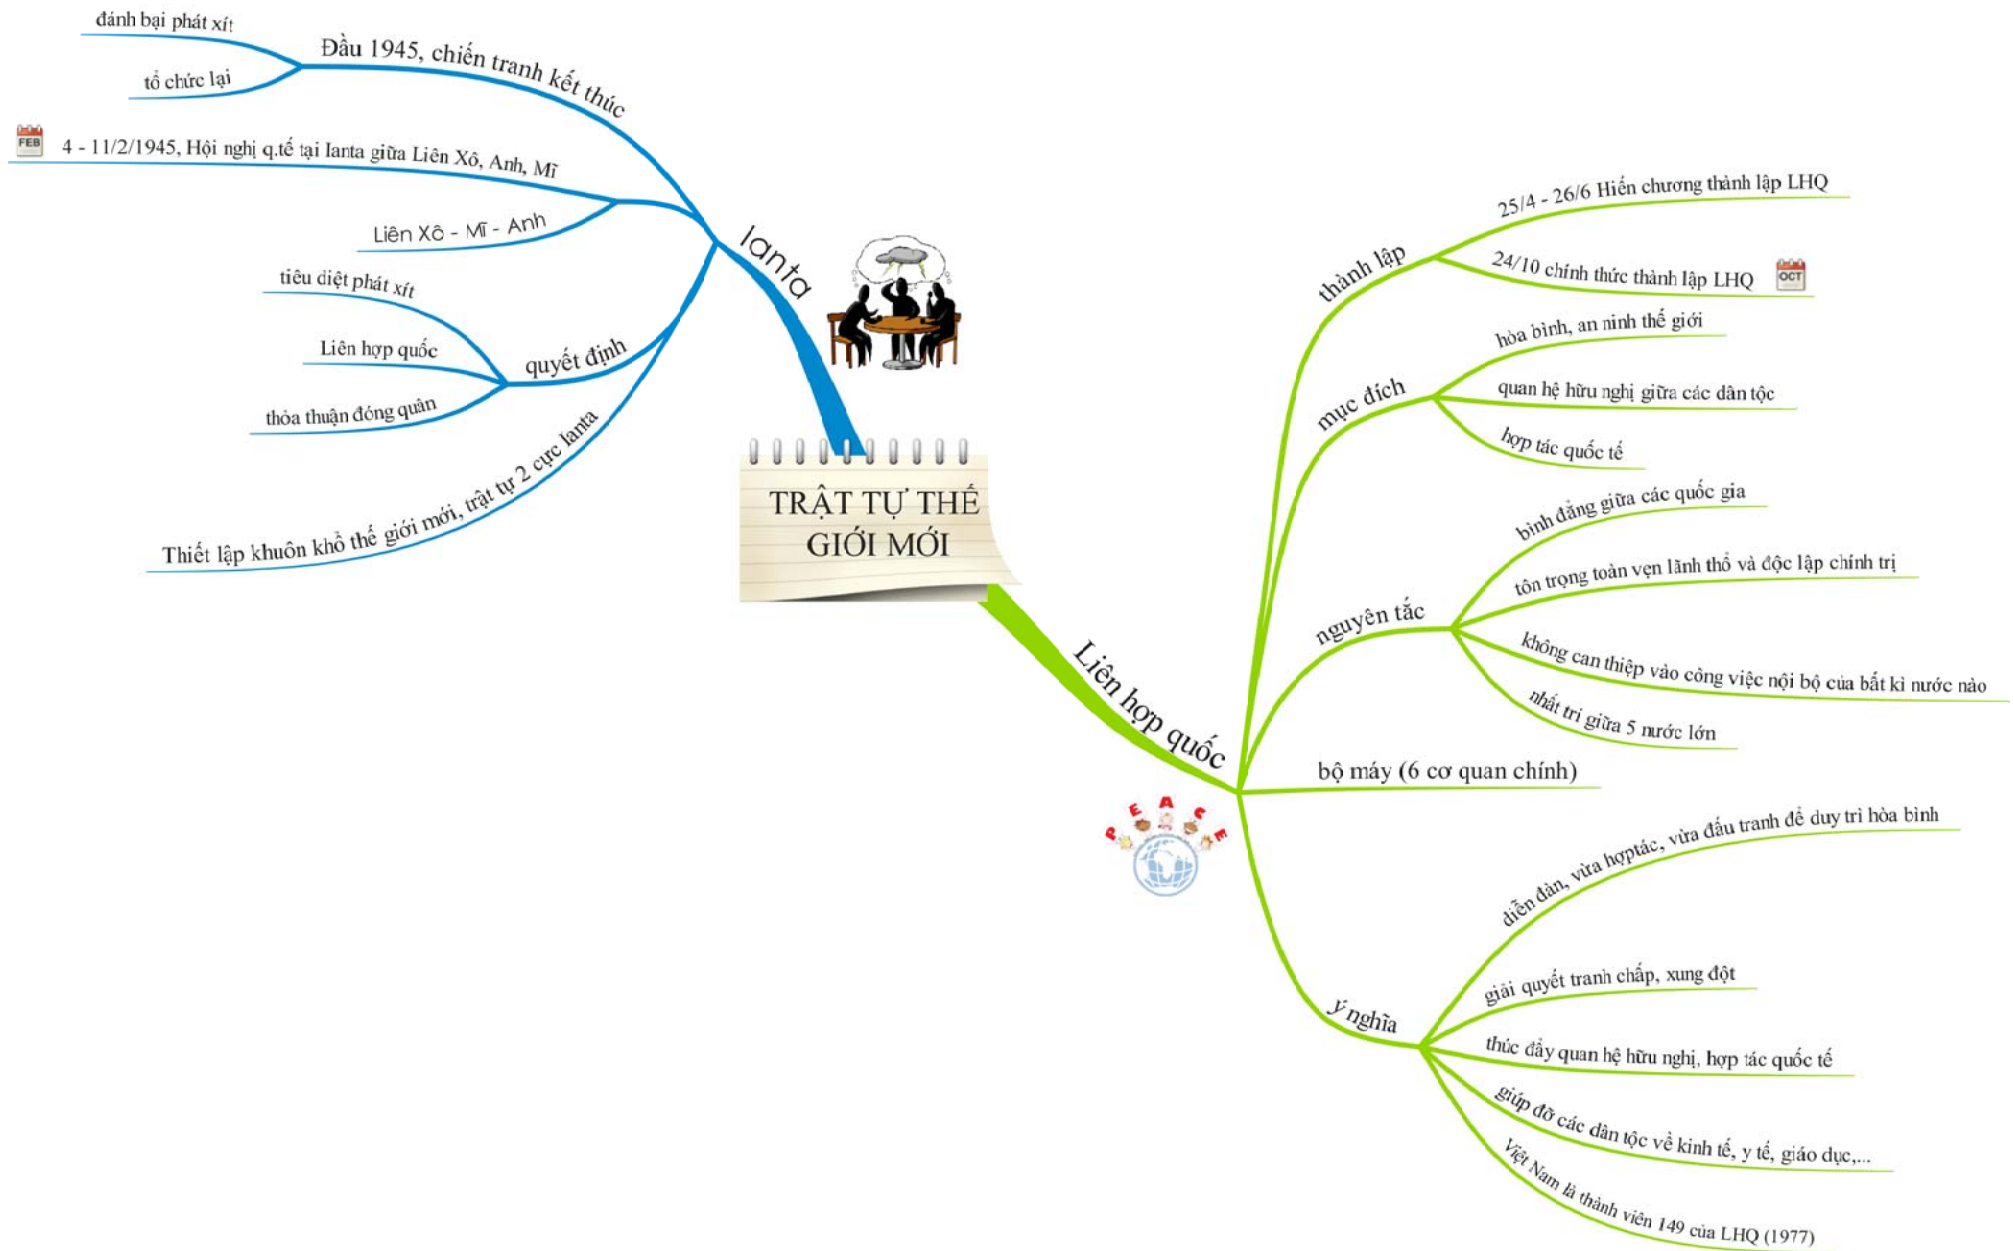 TRẬT TỰ THẾ
GIỚI MỚI
Ianta
Đầu 1945, chiến tranh kết thúc
đánh bại phát xít
tổ chức lại
FEB
4 - 11/2/1945, Hội nghị q.tế tại Ianta giữa Liên Xô, Anh, Mĩ
Liên Xô - Mĩ - Anh
quyết định
tiêu diệt phát xít
Liên hợp quốc
thỏa thuận đóng quân
Thiết lập khuôn khổ thế giới mới, trật tự 2 cực Ianta
Liên hợp quốc
PEACE
thành lập
25/4 - 26/6 Hiến chương thành lập LHQ
24/10 chính thức thành lập LHQ
OCT
mục đích
hòa bình, an ninh thế giới
quan hệ hữu nghị giữa các dân tộc
hợp tác quốc tế
nguyên tắc
bình đẳng giữa các quốc gia
tôn trọng toàn vẹn lãnh thổ và độc lập chính trị
không can thiệp vào công việc nội bộ của bất kì nước nào
nhất trí giữa 5 nước lớn
bộ máy (6 cơ quan chính)
ý nghĩa
diễn đàn, vừa hợptác, vừa đấu tranh để duy trì hòa bình
giải quyết tranh chấp, xung đột
thúc đẩy quan hệ hữu nghị, hợp tác quốc tế
giúp đỡ các dân tộc về kinh tế, y tế, giáo dục,...
Việt Nam là thành viên 149 của LHQ (1977)